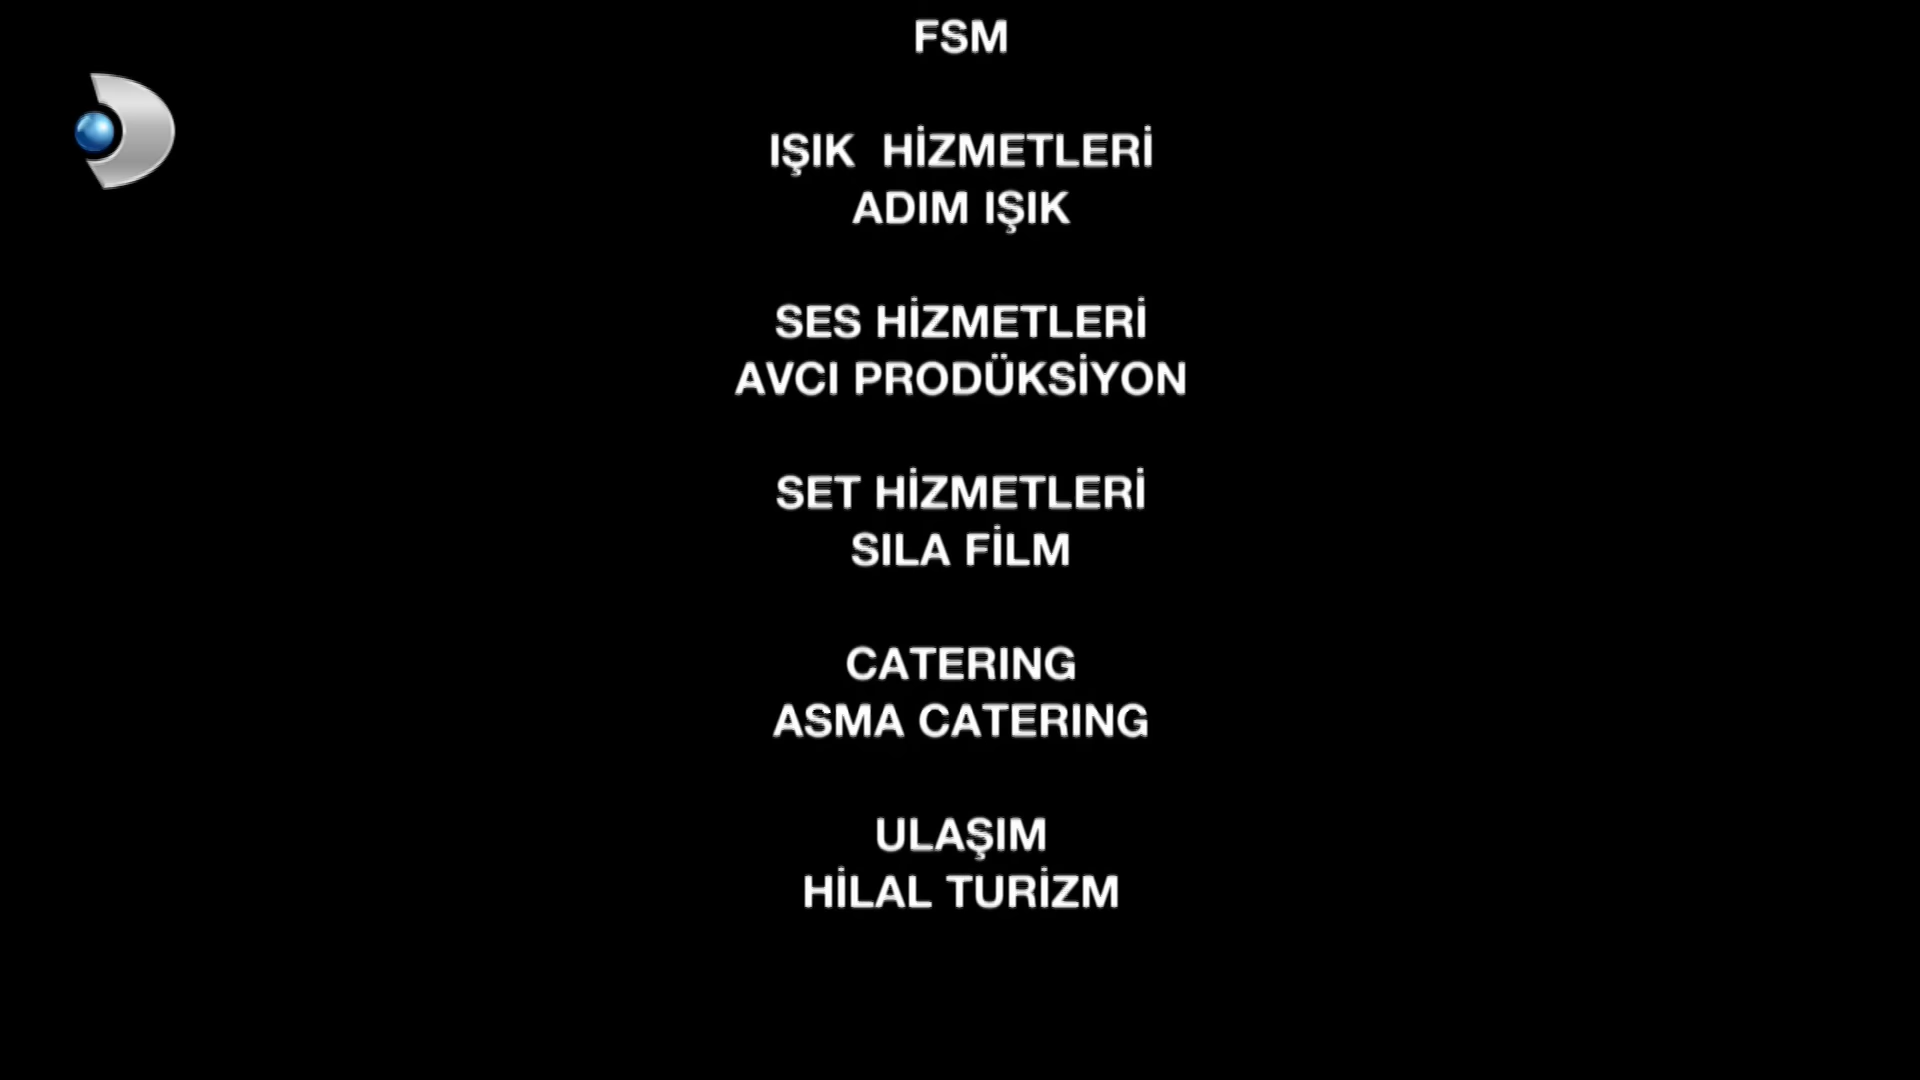 FSM
IŞIK  HİZMETLERİ
ADIM IŞIK
SES HİZMETLERİ
AVCI PRODÜKSİYON
SET HİZMETLERİ
SILA FİLM
CATERING
ASMA CATERING
ULAŞIM
HİLAL TURİZM